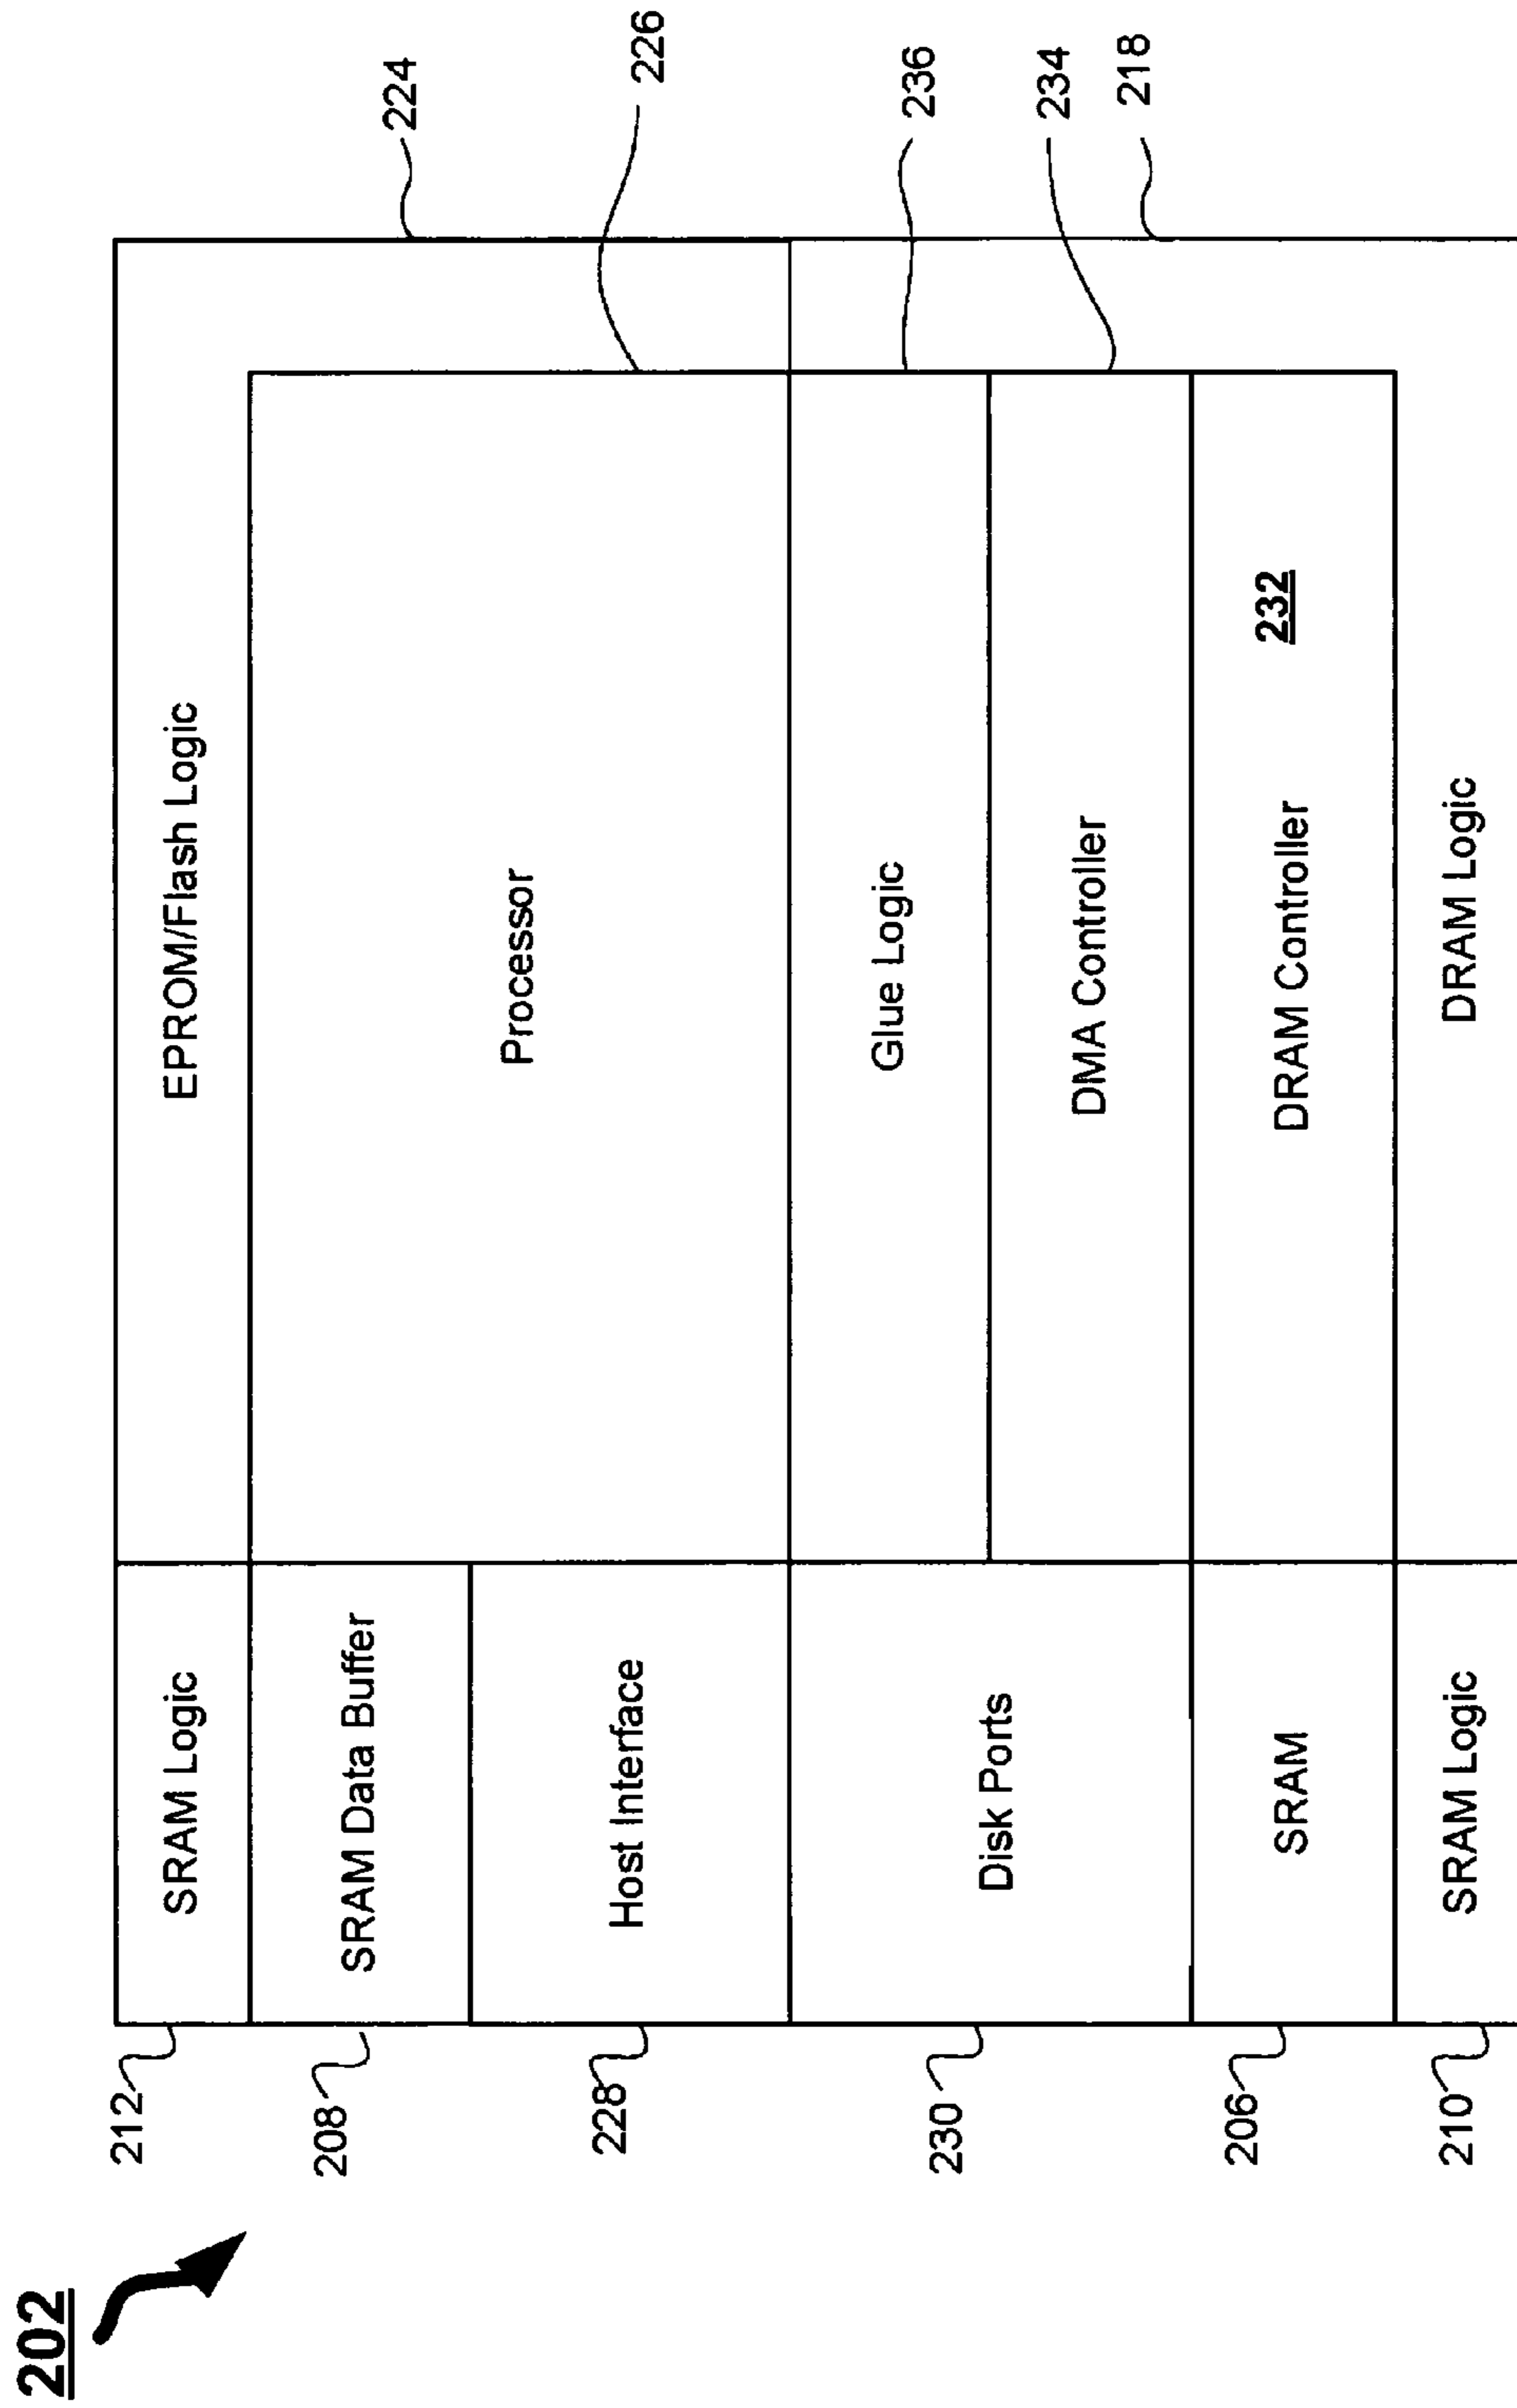 202
212
SRAM Logic
EPROM/Flash Logic
224
208
SRAM Data Buffer
Processor
226
228
Host Interface
230
Disk Ports
Glue Logic
236
DMA Controller
234
206
SRAM
DRAM Controller
232
210
SRAM Logic
DRAM Logic
218